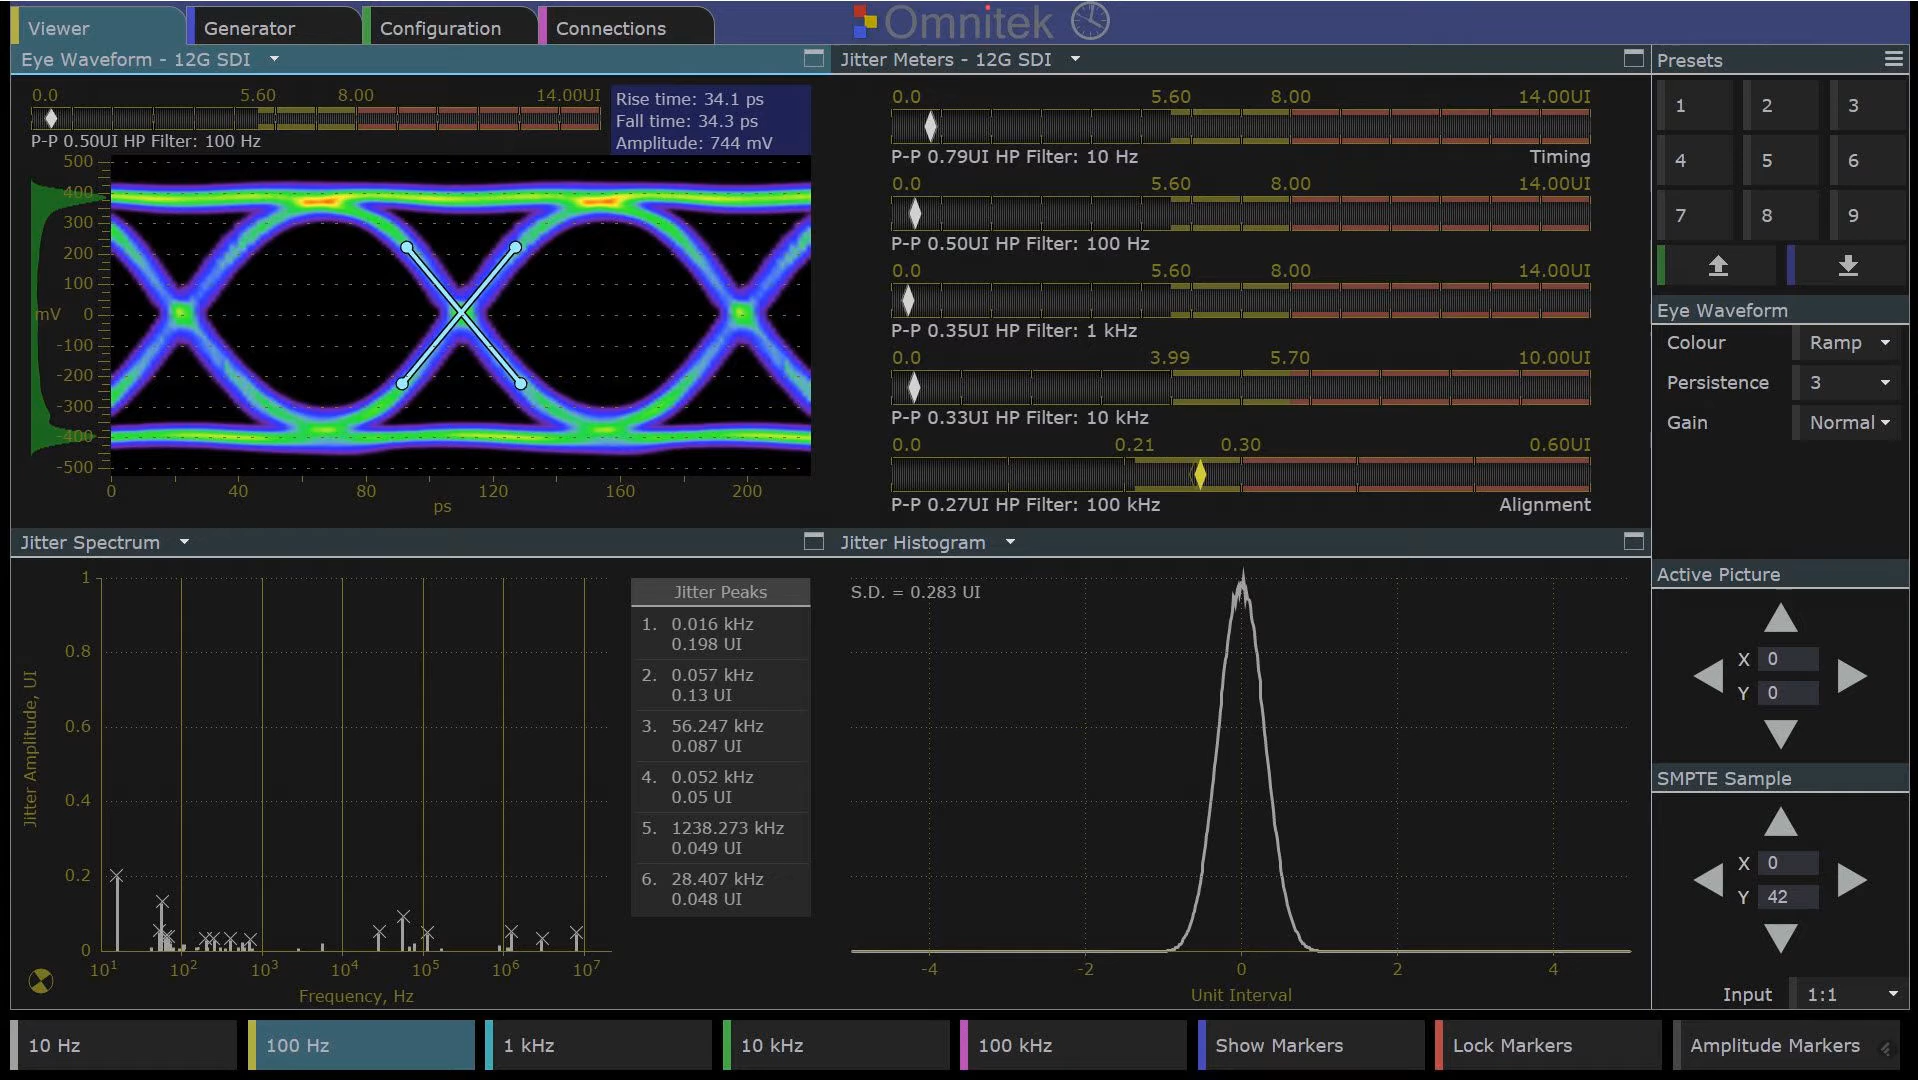 Viewer
Generator
Configuration
Connections
Omnitek
Eye Waveform - 12G SDI
Jitter Meters - 12G SDI
Presets
0.0 5.60 8.00 14.00UI
P-P 0.50UI HP Filter: 100 Hz
Rise time: 34.1 ps
Fall time: 34.3 ps
Amplitude: 744 mV
500
400
300
200
100
mV 0
-100
-200
-300
-400
-500
0 40 80 120 160 200
ps
0.0 5.60 8.00 14.00UI
P-P 0.79UI HP Filter: 10 Hz Timing
0.0 5.60 8.00 14.00UI
P-P 0.50UI HP Filter: 100 Hz
0.0 5.60 8.00 14.00UI
P-P 0.35UI HP Filter: 1 kHz
0.0 3.99 5.70 10.00UI
P-P 0.33UI HP Filter: 10 kHz
0.0 0.21 0.30 0.60UI
P-P 0.27UI HP Filter: 100 kHz Alignment
1 2 3
4 5 6
7 8 9
Eye Waveform
Colour Ramp
Persistence 3
Gain Normal
Jitter Spectrum
1
0.8
0.6
0.4
0.2
0
Jitter Amplitude, UI
10¹ 10² 10³ 10⁴ 10⁵ 10⁶ 10⁷
Frequency, Hz
Jitter Peaks
1. 0.016 kHz
0.198 UI
2. 0.057 kHz
0.13 UI
3. 56.247 kHz
0.087 UI
4. 0.052 kHz
0.05 UI
5. 1238.273 kHz
0.049 UI
6. 28.407 kHz
0.048 UI
Jitter Histogram
S.D. = 0.283 UI
-4 -2 0 2 4
Unit Interval
Active Picture
X 0
Y 0
SMPTE Sample
X 0
Y 42
Input 1:1
10 Hz
100 Hz
1 kHz
10 kHz
100 kHz
Show Markers
Lock Markers
Amplitude Markers